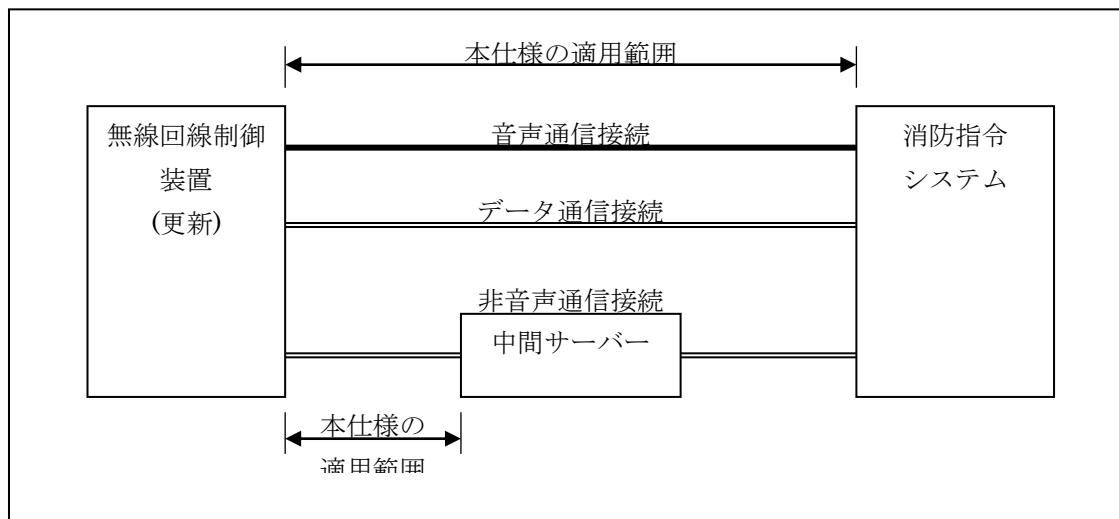 本仕様の適用範囲
無線回線制御
装置
(更新)
音声通信接続
データ通信接続
非音声通信接続
中間サーバー
消防指令
システム
本仕様の
適用範囲